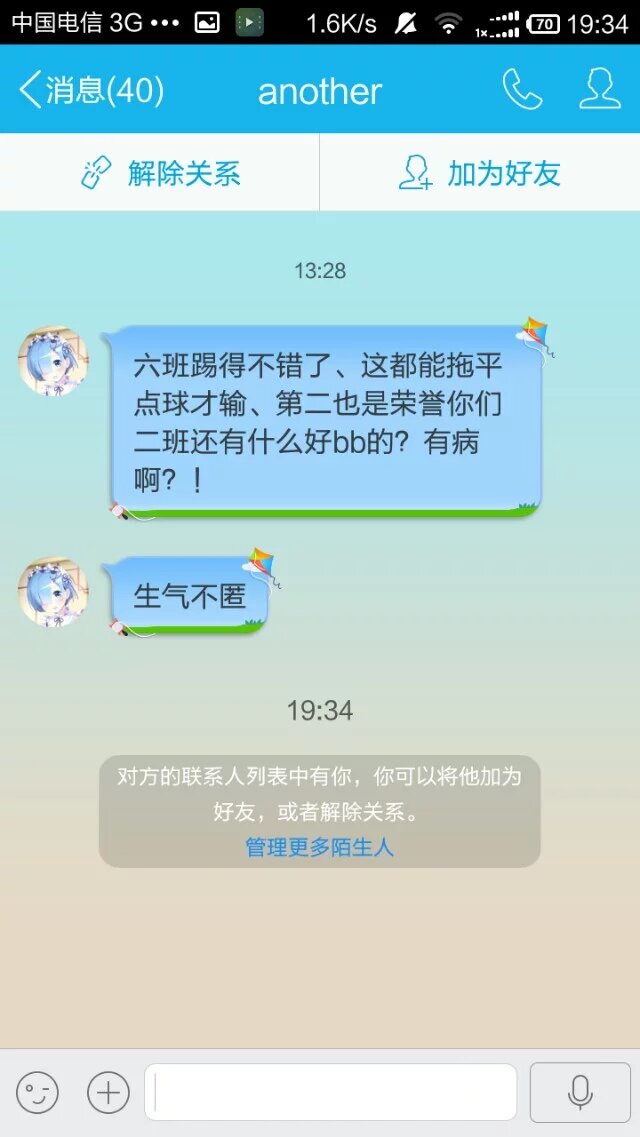 中国电信 3G ••• 1.6K/s 1x 70 19:34
消息(40) another
解除关系 加为好友
13:28
六班踢得不错了、这都能拖平
点球才输、第二也是荣誉你们
二班还有什么好bb的？有病
啊？！
生气不匿
19:34
对方的联系人列表中有你，你可以将他加为
好友，或者解除关系。
管理更多陌生人